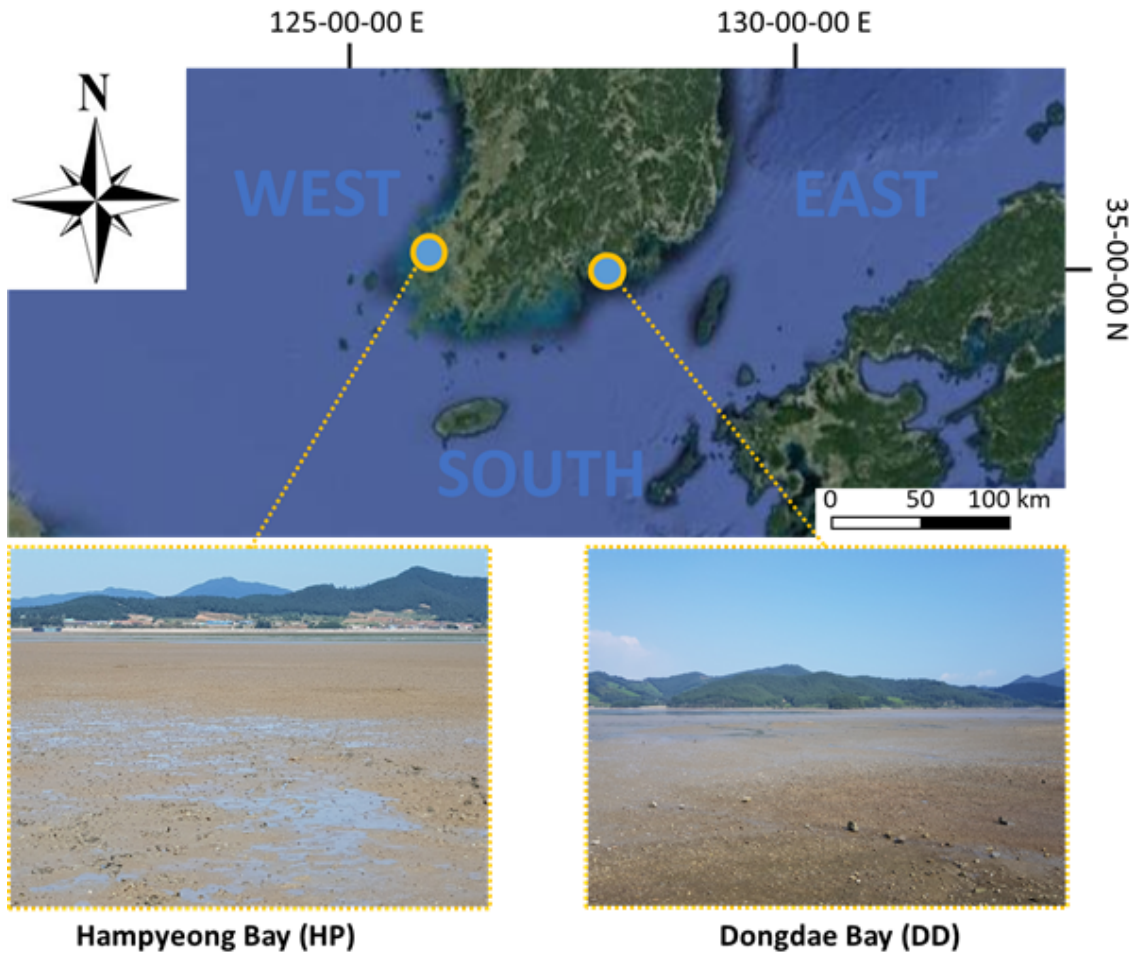 125-00-00 E
130-00-00 E
N
WEST
EAST
35-00-00 N
SOUTH
0 50 100 km
Hampyeong Bay (HP)
Dongdae Bay (DD)